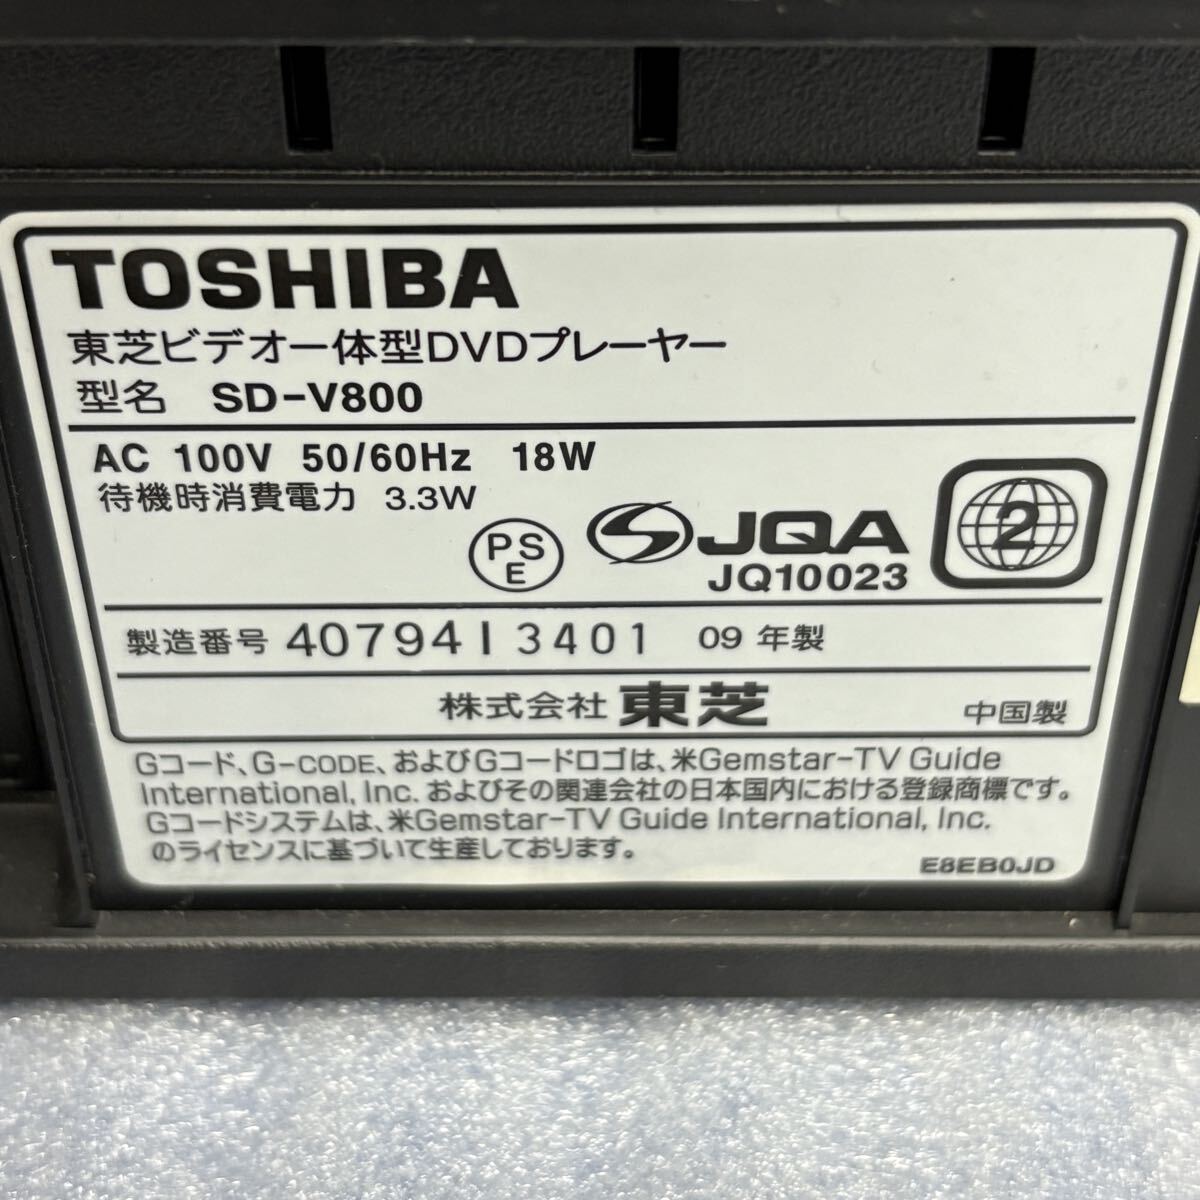 TOSHIBA
東芝ビデオ一体型DVDプレーヤー
型名 SD-V800
AC 100V 50/60Hz 18W
待機時消費電力 3.3W
PS
E
JQA
JQ10023
2
製造番号 40794I3401 09年製
株式会社 東芝 中国製
Gコード、G-CODE、およびGコードロゴは、米Gemstar-TV Guide
International, Inc. およびその関連会社の日本国内における登録商標です。
Gコードシステムは、米Gemstar-TV Guide International, Inc.
のライセンスに基づいて生産しております。
E8EB0JD